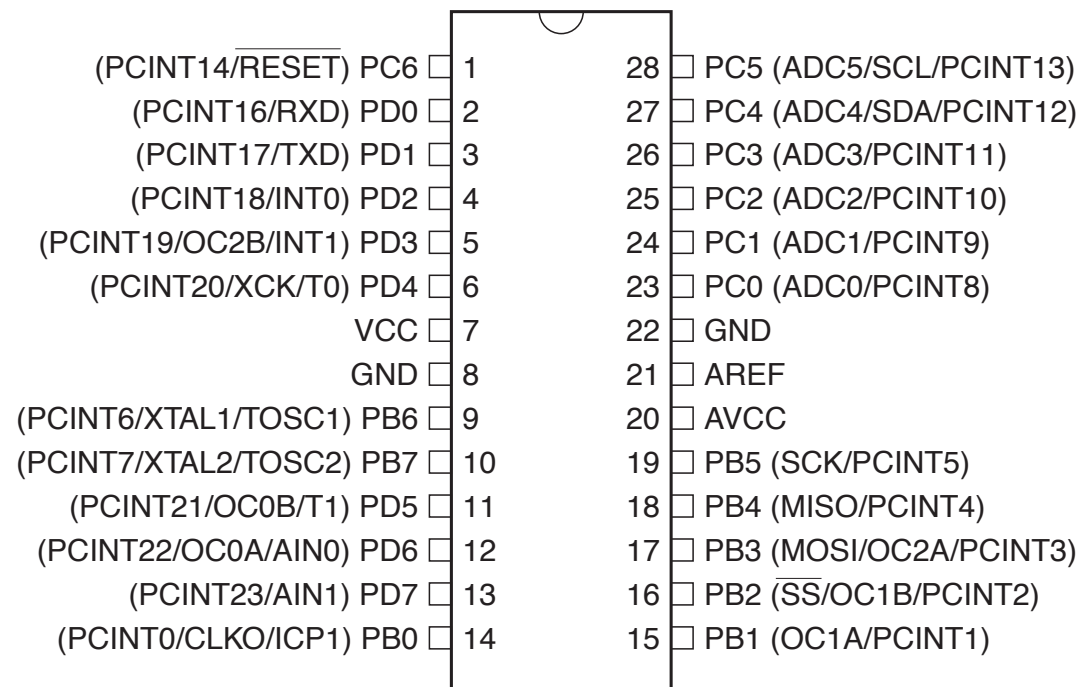 (PCINT14/RESET) PC6 1 28 PC5 (ADC5/SCL/PCINT13)
(PCINT16/RXD) PD0 2 27 PC4 (ADC4/SDA/PCINT12)
(PCINT17/TXD) PD1 3 26 PC3 (ADC3/PCINT11)
(PCINT18/INT0) PD2 4 25 PC2 (ADC2/PCINT10)
(PCINT19/OC2B/INT1) PD3 5 24 PC1 (ADC1/PCINT9)
(PCINT20/XCK/T0) PD4 6 23 PC0 (ADC0/PCINT8)
VCC 7 22 GND
GND 8 21 AREF
(PCINT6/XTAL1/TOSC1) PB6 9 20 AVCC
(PCINT7/XTAL2/TOSC2) PB7 10 19 PB5 (SCK/PCINT5)
(PCINT21/OC0B/T1) PD5 11 18 PB4 (MISO/PCINT4)
(PCINT22/OC0A/AIN0) PD6 12 17 PB3 (MOSI/OC2A/PCINT3)
(PCINT23/AIN1) PD7 13 16 PB2 (SS/OC1B/PCINT2)
(PCINT0/CLKO/ICP1) PB0 14 15 PB1 (OC1A/PCINT1)